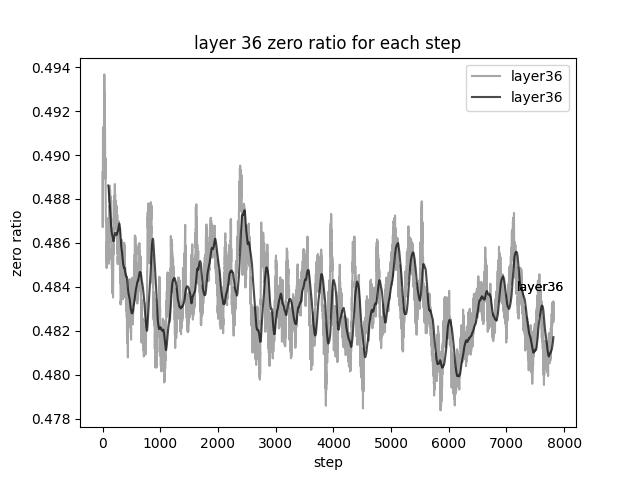 layer 36 zero ratio for each step
0.494
0.492
0.490
0.488
0.486
0.484
0.482
0.480
0.478
zero ratio
layer36
layer36
layer36
0 1000 2000 3000 4000 5000 6000 7000 8000
step